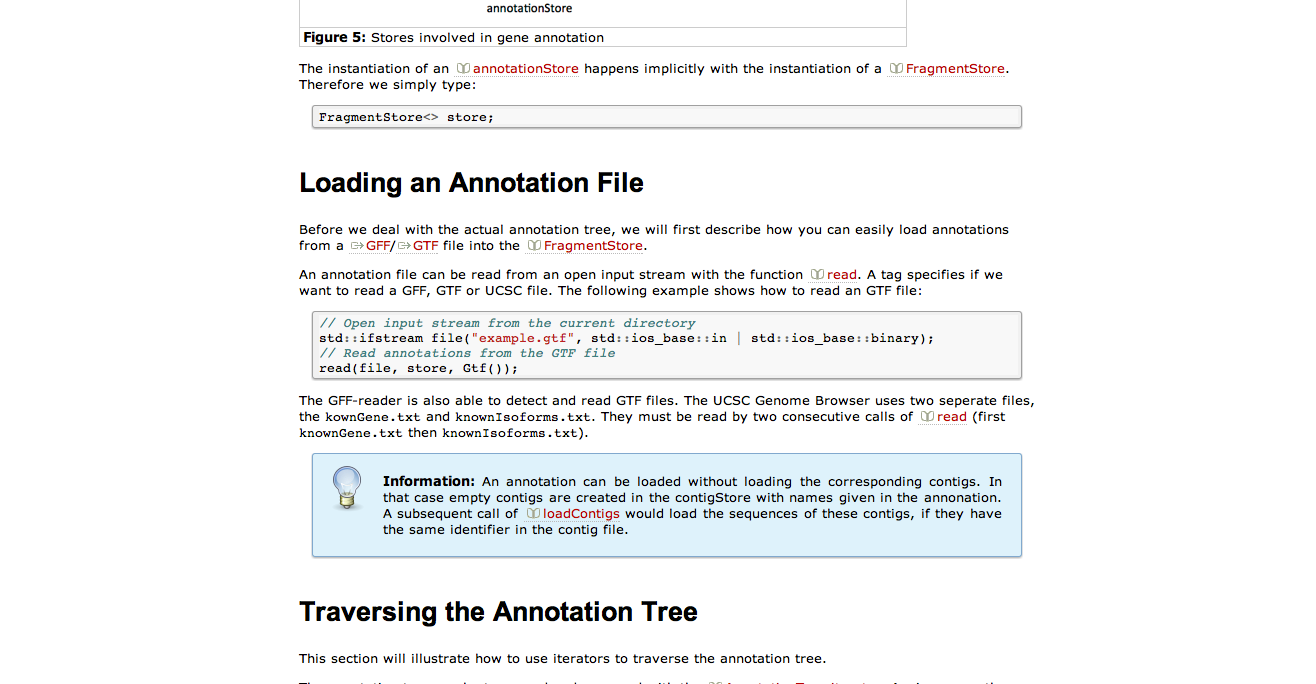 annotationStore
Figure 5: Stores involved in gene annotation
The instantiation of an annotationStore happens implicitly with the instantiation of a FragmentStore.
Therefore we simply type:
FragmentStore<> store;
Loading an Annotation File
Before we deal with the actual annotation tree, we will first describe how you can easily load annotations
from a GFF/GTF file into the FragmentStore.
An annotation file can be read from an open input stream with the function read. A tag specifies if we
want to read a GFF, GTF or UCSC file. The following example shows how to read an GTF file:
// Open input stream from the current directory
std::ifstream file("example.gtf", std::ios_base::in | std::ios_base::binary);
// Read annotations from the GTF file
read(file, store, Gtf());
The GFF-reader is also able to detect and read GTF files. The UCSC Genome Browser uses two seperate files,
the kownGene.txt and knownIsoforms.txt. They must be read by two consecutive calls of read (first
knownGene.txt then knownIsoforms.txt).
Information: An annotation can be loaded without loading the corresponding contigs. In
that case empty contigs are created in the contigStore with names given in the annonation.
A subsequent call of loadContigs would load the sequences of these contigs, if they have
the same identifier in the contig file.
Traversing the Annotation Tree
This section will illustrate how to use iterators to traverse the annotation tree.